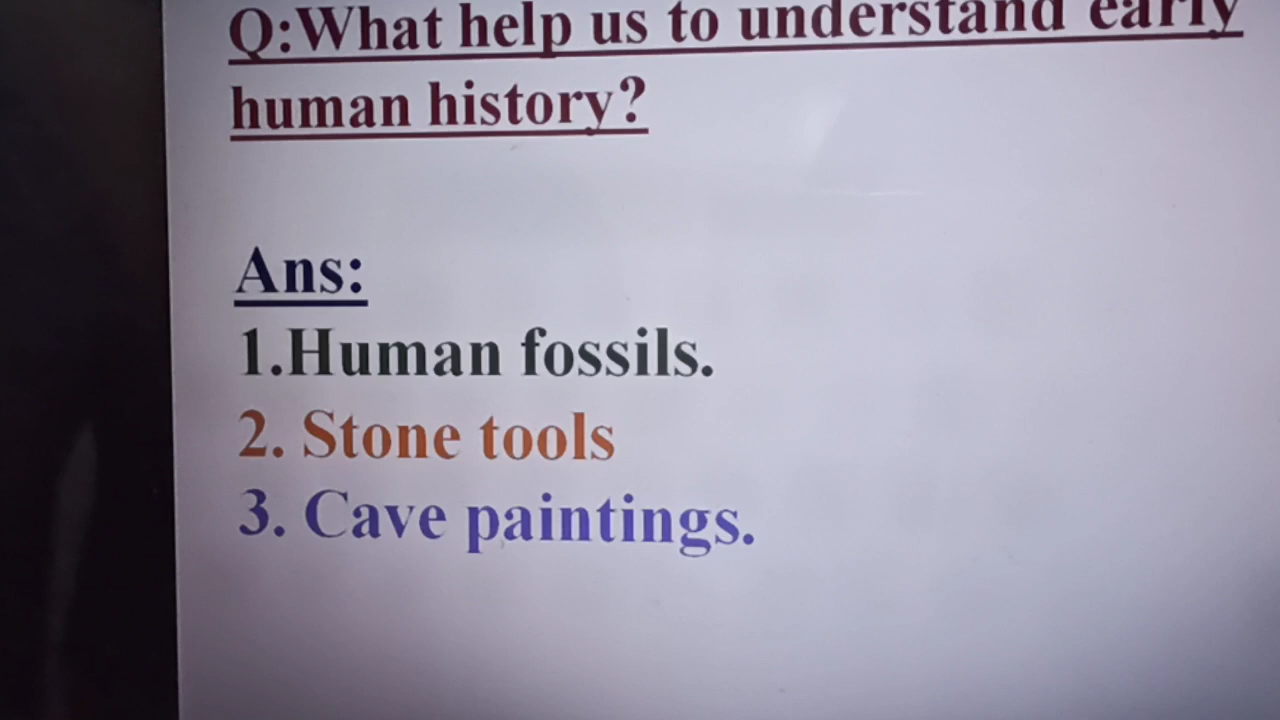 Q:What help us to understand early
human history?
Ans:
1.Human fossils.
2. Stone tools
3. Cave paintings.